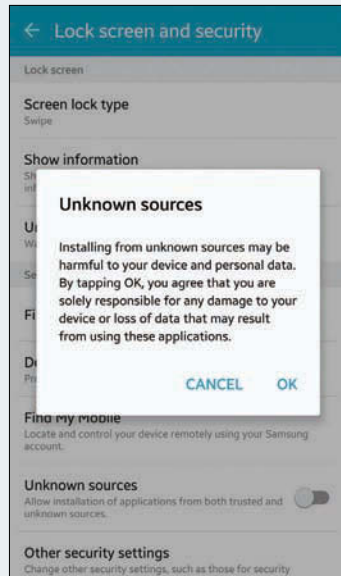 Lock screen and security
Lock screen
Screen lock type
Swipe
Show information
Unknown sources
Installing from unknown sources may be
harmful to your device and personal data.
By tapping OK, you agree that you are
solely responsible for any damage to your
device or loss of data that may result
from using these applications.
CANCEL OK
Find My Mobile
Locate and control your device remotely using your Samsung
account.
Unknown sources
Allow installation of applications from both trusted and
unknown sources.
Other security settings
Change other security settings, such as those for security